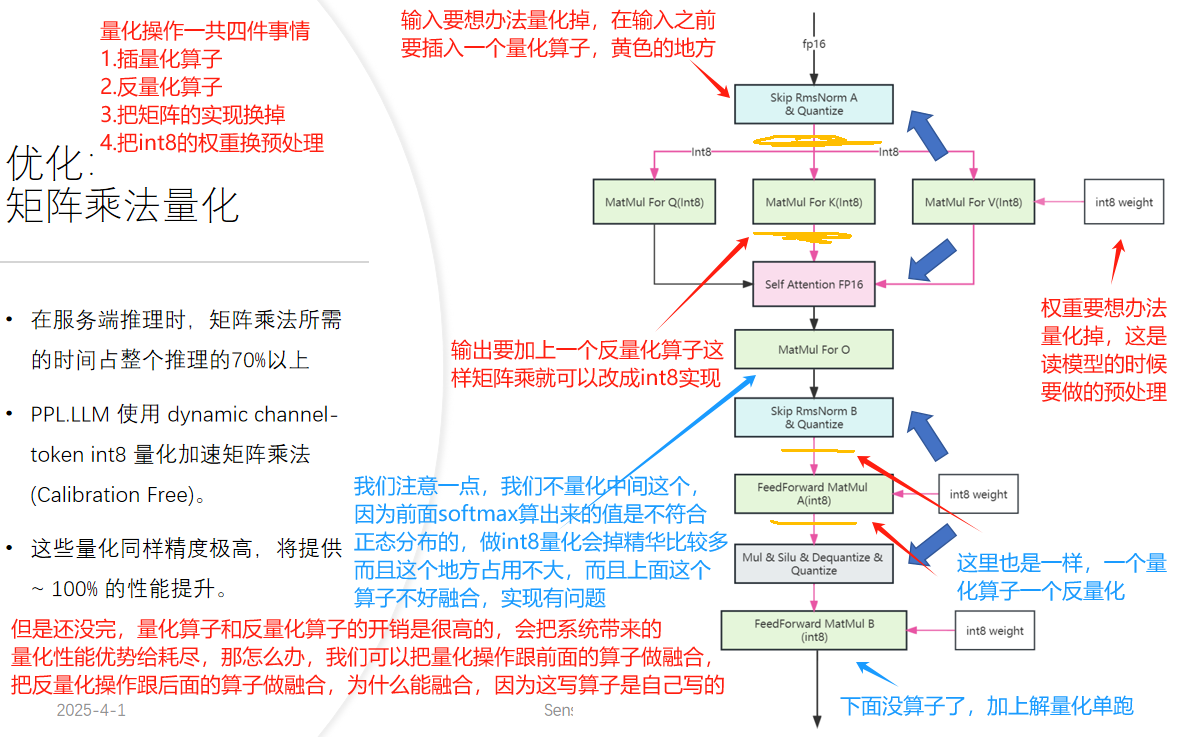 量化操作一共四件事情
1.插量化算子
2.反量化算子
3.把矩阵的实现换掉
4.把int8的权重换预处理
优化：
矩阵乘法量化
• 在服务端推理时，矩阵乘法所需
的时间占整个推理的70%以上
• PPL.LLM 使用 dynamic channel-
token int8 量化加速矩阵乘法
(Calibration Free)。
• 这些量化同样精度极高，将提供
~ 100% 的性能提升。
输入要想办法量化掉，在输入之前
要插入一个量化算子，黄色的地方
fp16
Skip RmsNorm A
& Quantize
Int8
Int8
MatMul For Q(Int8)
MatMul For K(Int8)
MatMul For V(Int8)
int8 weight
Self Attention FP16
权重要想办法
量化掉，这是
读模型的时候
要做的预处理
输出要加上一个反量化算子这
样矩阵乘就可以改成int8实现
MatMul For O
Skip RmsNorm B
& Quantize
我们注意一点，我们不量化中间这个，
因为前面softmax算出来的值是不符合
正态分布的，做int8量化会掉精华比较多
而且这个地方占用不大，而且上面这个
算子不好融合，实现有问题
FeedForward MatMul
A(int8)
int8 weight
Mul & Silu & Dequantize &
Quantize
这里也是一样，一个量
化算子一个反量化
FeedForward MatMul B
(int8)
int8 weight
但是还没完，量化算子和反量化算子的开销是很高的，会把系统带来的
量化性能优势给耗尽，那怎么办，我们可以把量化操作跟前面的算子做融合，
把反量化操作跟后面的算子做融合，为什么能融合，因为这写算子是自己写的
下面没算子了，加上解量化单跑
2025-4-1
Sens